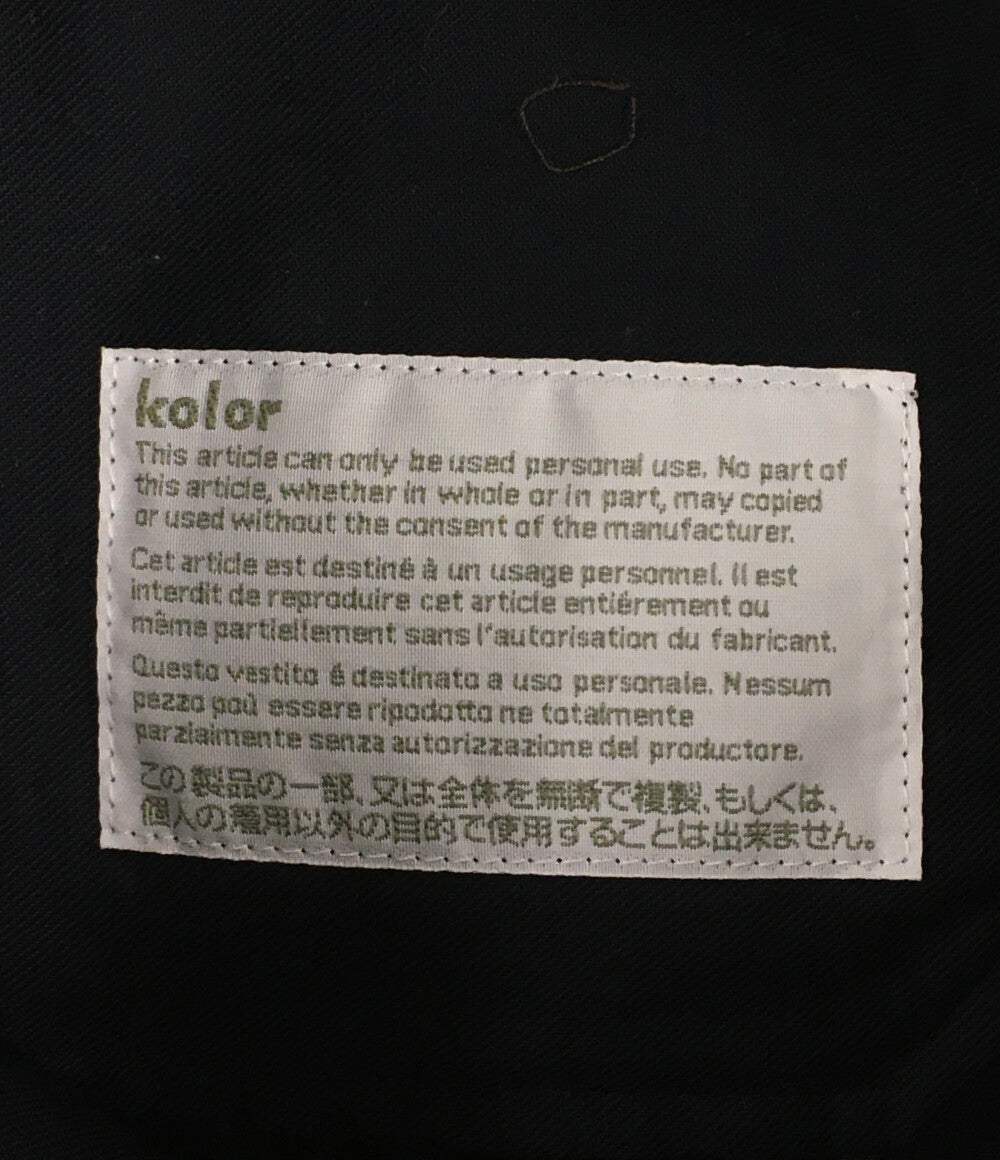 kolor
This article can only be used personal use. No part of
this article, whether in whole or in part, may copied
or used without the consent of the manufacturer.
Cet article est destiné à un usage personnel. Il est
interdit de reproduire cet article entiérement ou
même partiellement sans l'autorisation du fabricant.
Questo vestito é destinato a uso personale. Nessum
pezzo poù essere ripodotto ne totalmente
parzialmente senza autorizzazione del productore.
この製品の一部、又は全体を無断で複製、もしくは、
個人の着用以外の目的で使用することは出来ません。